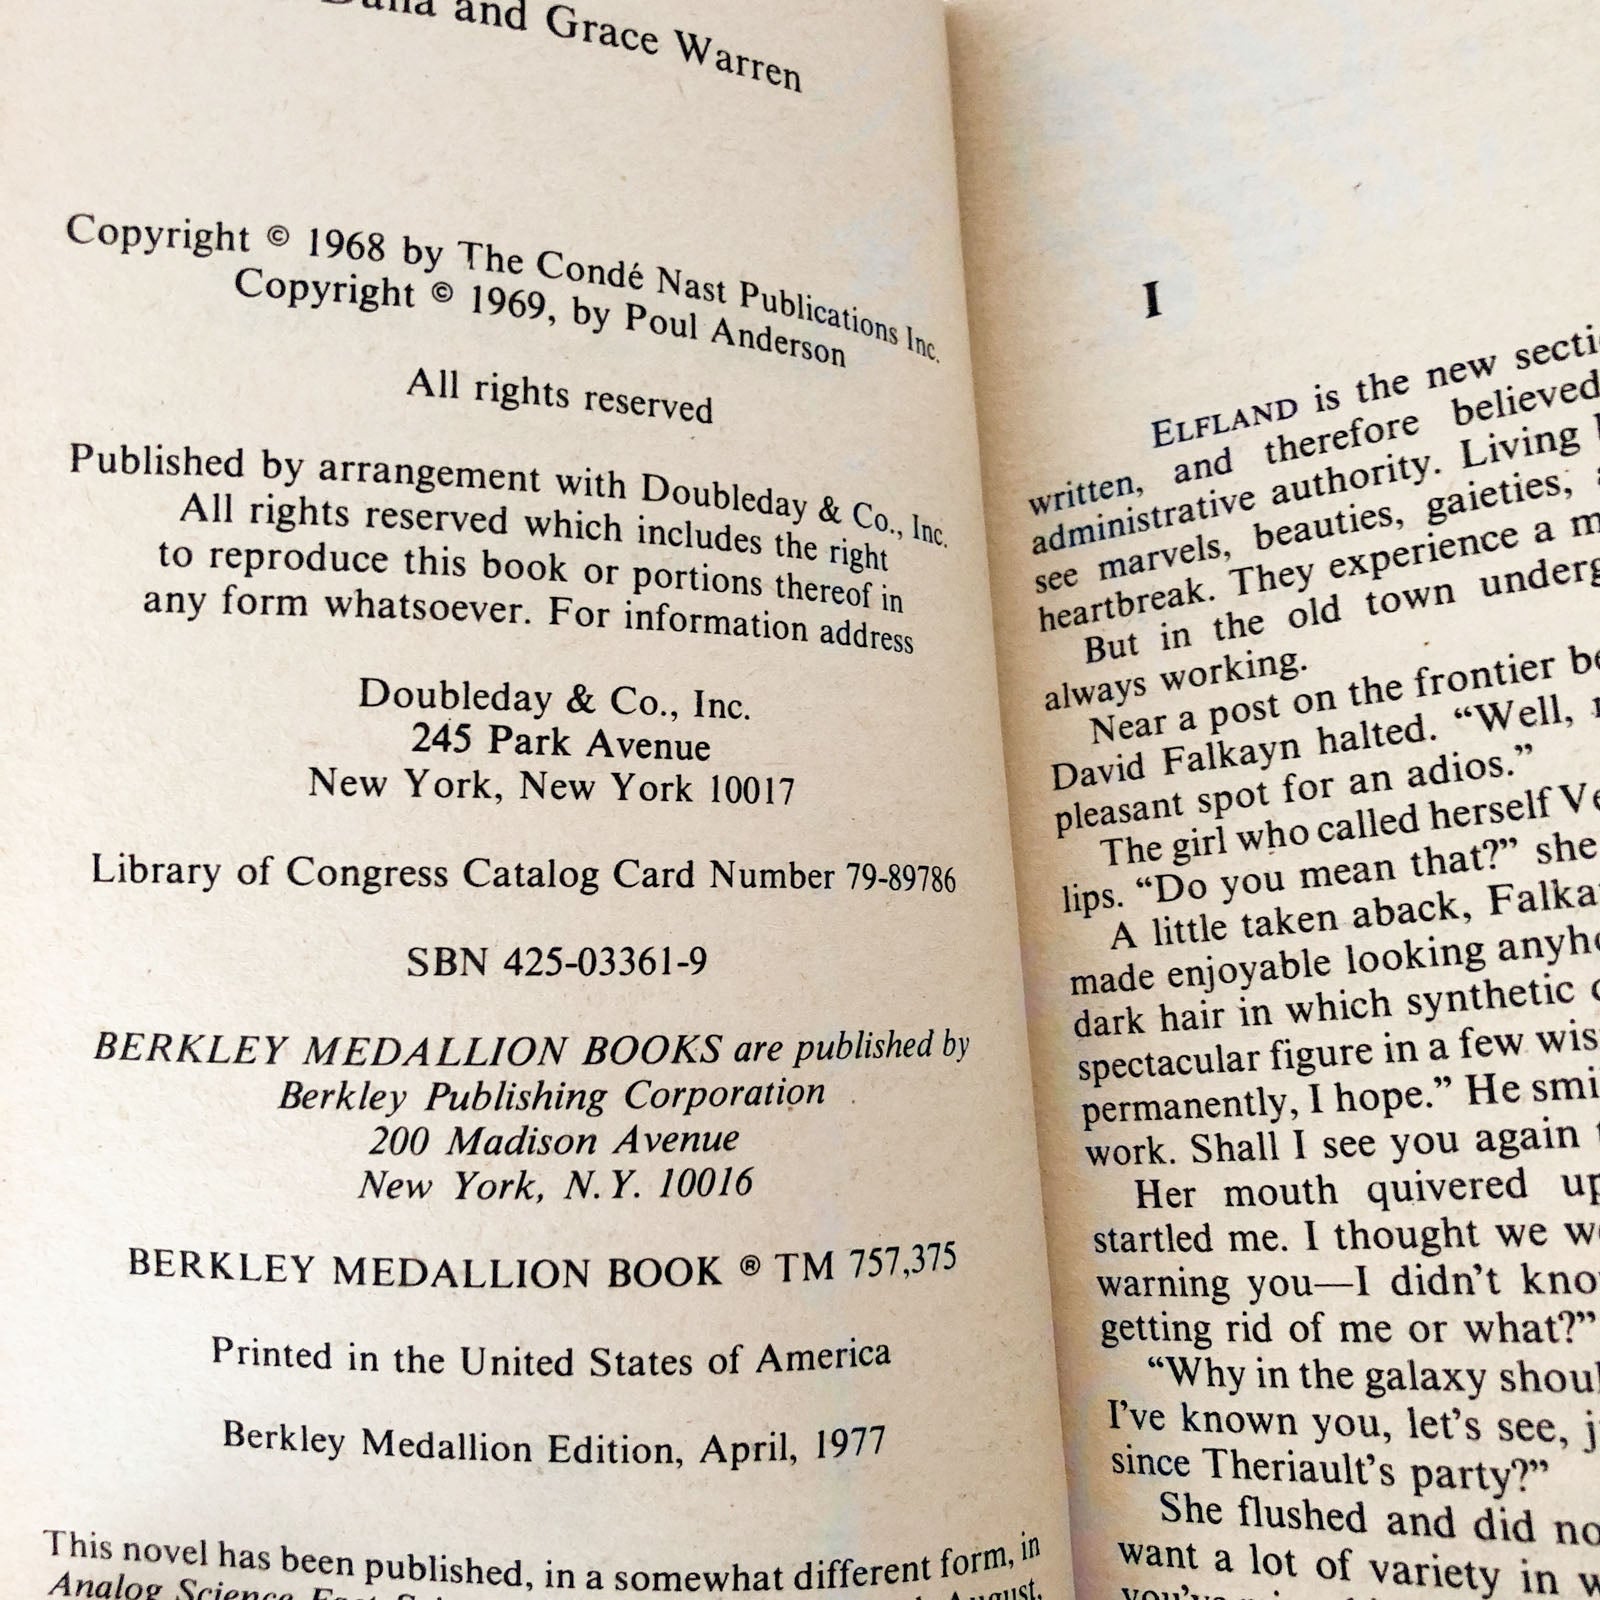 and Grace Warren
Copyright © 1968 by The Condé Nast Publications Inc.
Copyright © 1969, by Poul Anderson
All rights reserved
Published by arrangement with Doubleday & Co., Inc.
All rights reserved which includes the right
to reproduce this book or portions thereof in
any form whatsoever. For information address
Doubleday & Co., Inc.
245 Park Avenue
New York, New York 10017
Library of Congress Catalog Card Number 79-89786
SBN 425-03361-9
BERKLEY MEDALLION BOOKS are published by
Berkley Publishing Corporation
200 Madison Avenue
New York, N.Y. 10016
BERKLEY MEDALLION BOOK ® TM 757,375
Printed in the United States of America
Berkley Medallion Edition, April, 1977
This novel has been published, in a somewhat different form, in
Analog Science August,
I
ELFLAND is the new
written, and therefore believed
administrative authority. Living
see marvels, beauties, gaieties,
heartbreak. They experience a
But in the old town
always working.
Near a post on the frontier
David Falkayn halted. “Well,
pleasant spot for an adios.”
The girl who called herself
lips. “Do you mean that?” she
A little taken aback,
made enjoyable looking
dark hair in which synthetic
spectacular figure in a few
permanently, I hope.” He
work. Shall I see you again
Her mouth quivered
startled me. I thought we
warning you—I didn’t
getting rid of me or what?”
“Why in the galaxy
I’ve known you, let’s see,
since Theriault’s party?”
She flushed and did
want a lot of variety in